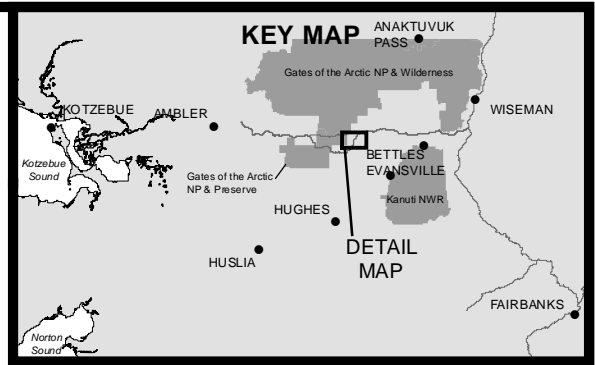 KEY MAP
ANAKTUVUK
PASS
Gates of the Arctic NP & Wilderness
KOTZEBUE
AMBLER
WISEMAN
Kotzebue
Sound
Gates of the Arctic
NP & Preserve
BETTLES
EVANSVILLE
Kanuti NWR
HUGHES
DETAIL
MAP
HUSLIA
FAIRBANKS
Norton
Sound